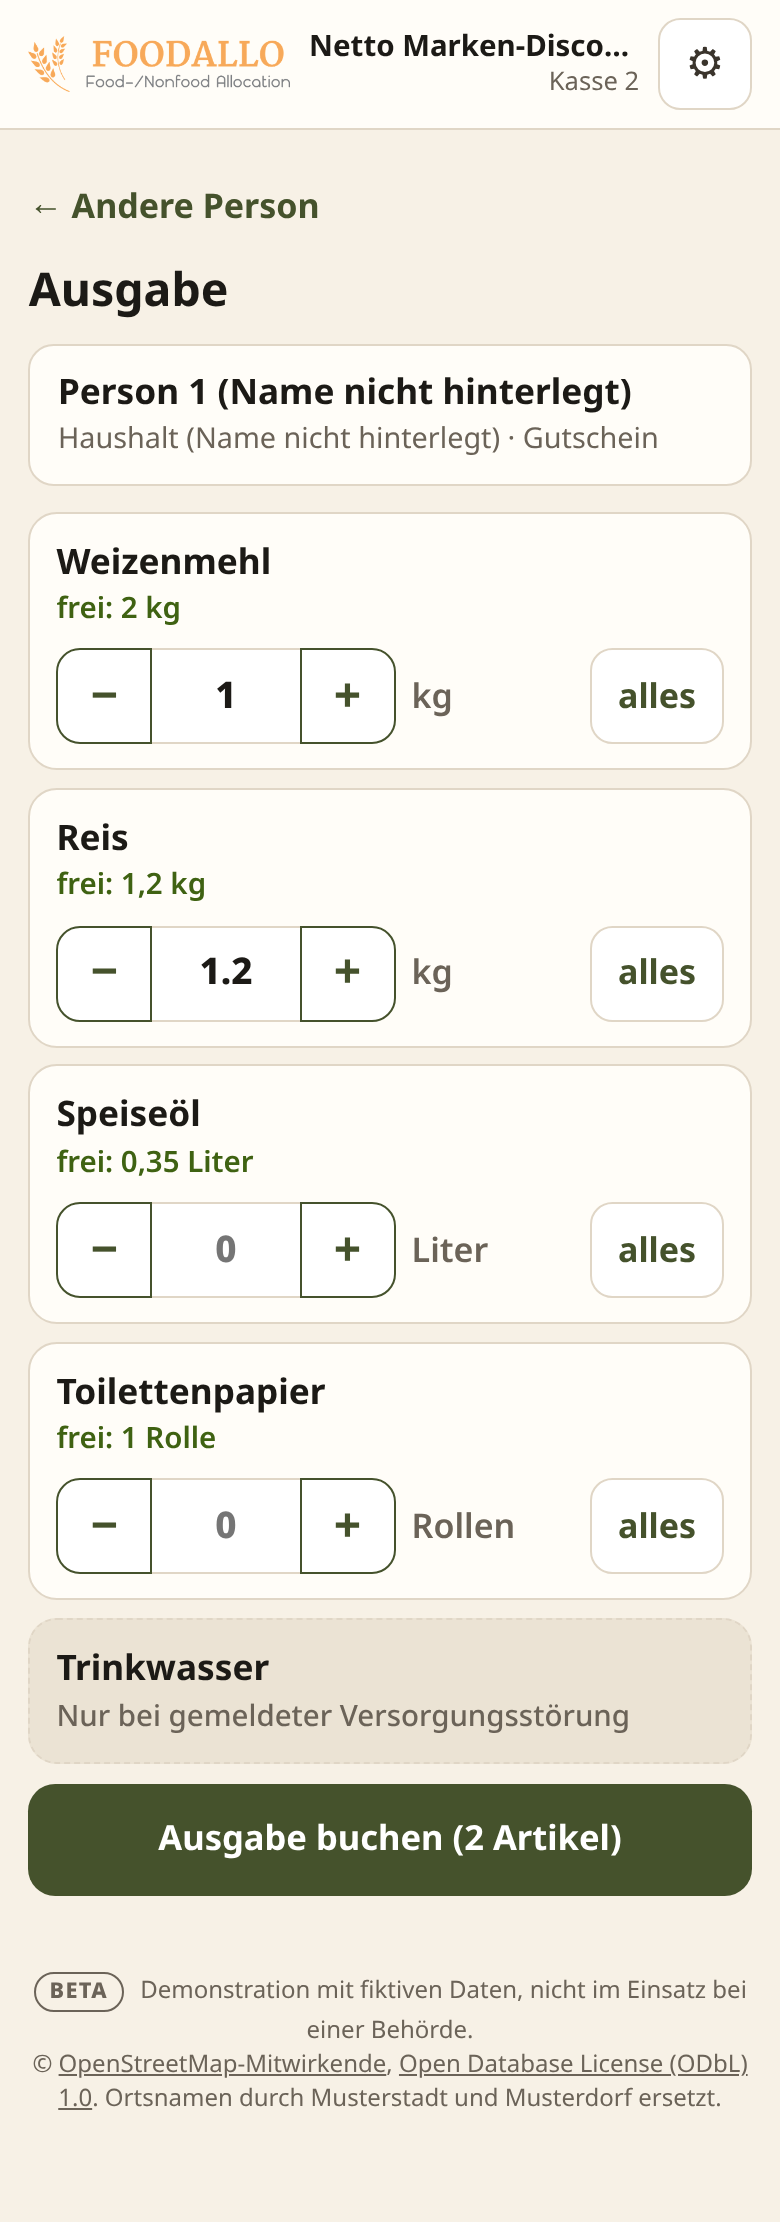 FOODALLO
Food-/Nonfood Allocation
Netto Marken-Disco...
Kasse 2
← Andere Person
Ausgabe
Person 1 (Name nicht hinterlegt)
Haushalt (Name nicht hinterlegt) · Gutschein
Weizenmehl
frei: 2 kg
− 1 + kg alles
Reis
frei: 1,2 kg
− 1.2 + kg alles
Speiseöl
frei: 0,35 Liter
− 0 + Liter alles
Toilettenpapier
frei: 1 Rolle
− 0 + Rollen alles
Trinkwasser
Nur bei gemeldeter Versorgungsstörung
Ausgabe buchen (2 Artikel)
BETA Demonstration mit fiktiven Daten, nicht im Einsatz bei
einer Behörde.
© OpenStreetMap-Mitwirkende, Open Database License (ODbL)
1.0. Ortsnamen durch Musterstadt und Musterdorf ersetzt.